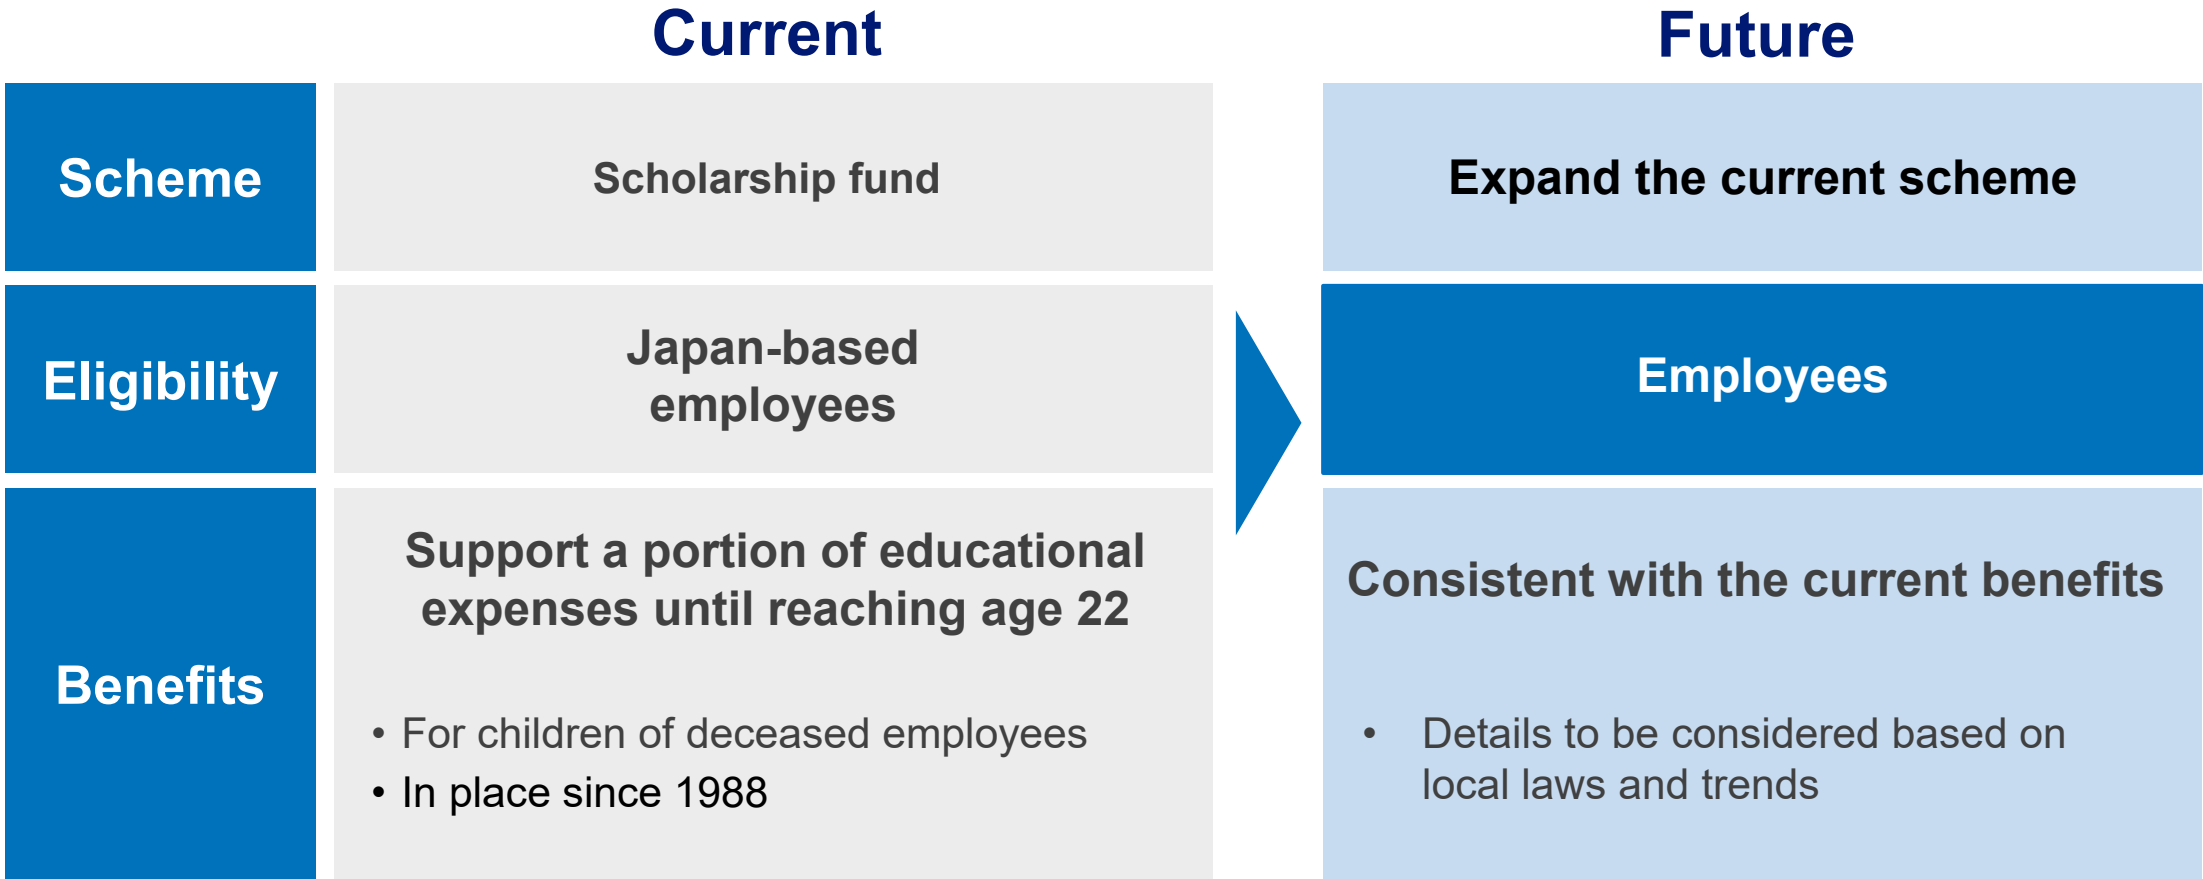 Current
Future
Scheme
Scholarship fund
Expand the current scheme
Eligibility
Japan-based
employees
Employees
Benefits
Support a portion of educational
expenses until reaching age 22
• For children of deceased employees
• In place since 1988
Consistent with the current benefits
• Details to be considered based on
local laws and trends